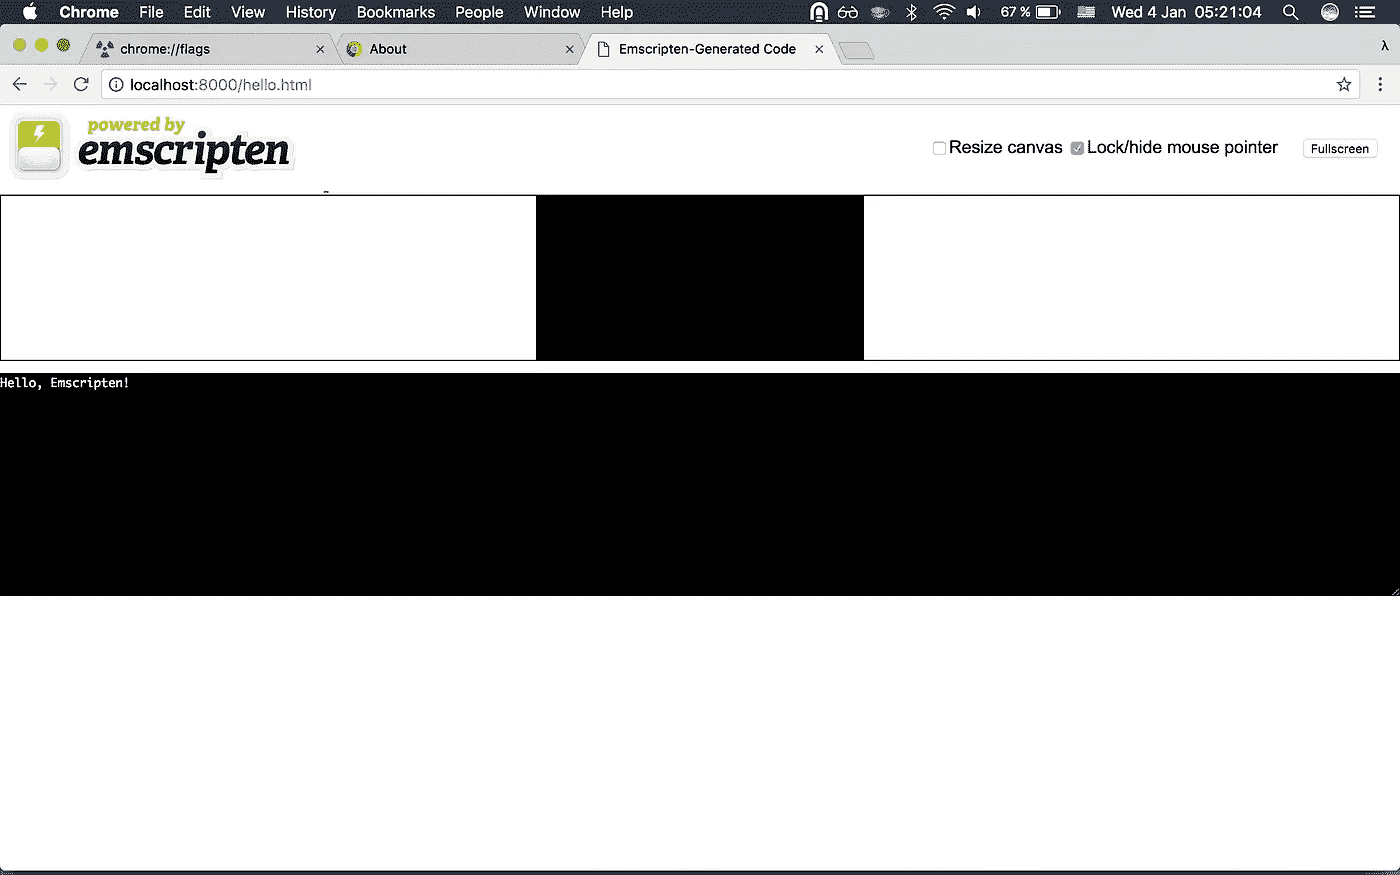 Chrome File Edit View History Bookmarks People Window Help 67 % Wed 4 Jan 05:21:04
chrome://flags × About × Emscripten-Generated Code × λ
localhost:8000/hello.html
powered by
emscripten
Resize canvas Lock/hide mouse pointer Fullscreen
Hello, Emscripten!